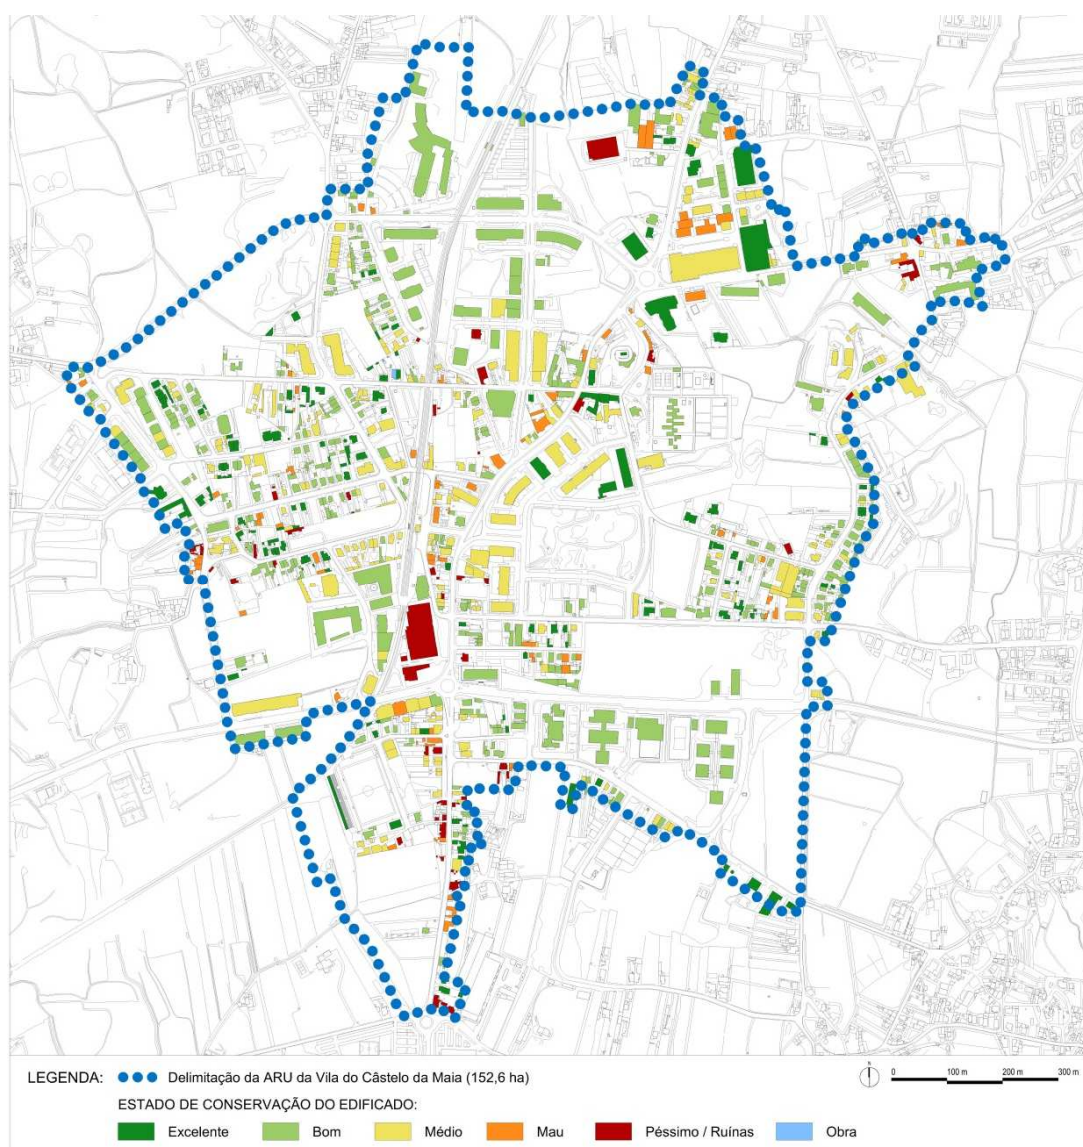 LEGENDA: Delimitação da ARU da Vila do Câstelo da Maia (152,6 ha)
N
0 100 m 200 m 300 m
ESTADO DE CONSERVAÇÃO DO EDIFICADO:
Excelente Bom Médio Mau Péssimo / Ruínas Obra